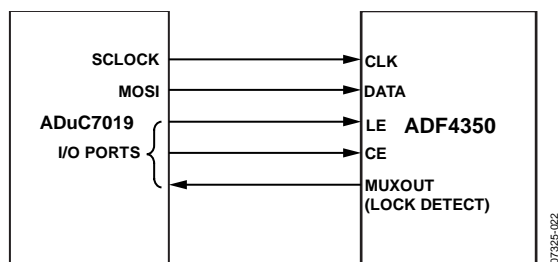 SCLOCK
CLK
MOSI
DATA
ADuC7019
LE
ADF4350
I/O PORTS
CE
MUXOUT
(LOCK DETECT)
07325-022